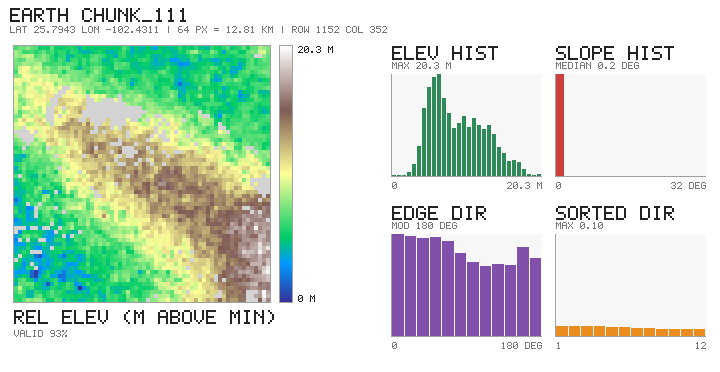 EARTH CHUNK_111
LAT 25.7943 LON -102.4311 | 64 PX = 12.81 KM | ROW 1152 COL 352
20.3 M
0 M
REL ELEV (M ABOVE MIN)
VALID 93%
ELEV HIST
MAX 20.3 M
0 20.3 M
SLOPE HIST
MEDIAN 0.2 DEG
0 32 DEG
EDGE DIR
MOD 180 DEG
0 180 DEG
SORTED DIR
MAX 0.10
1 12